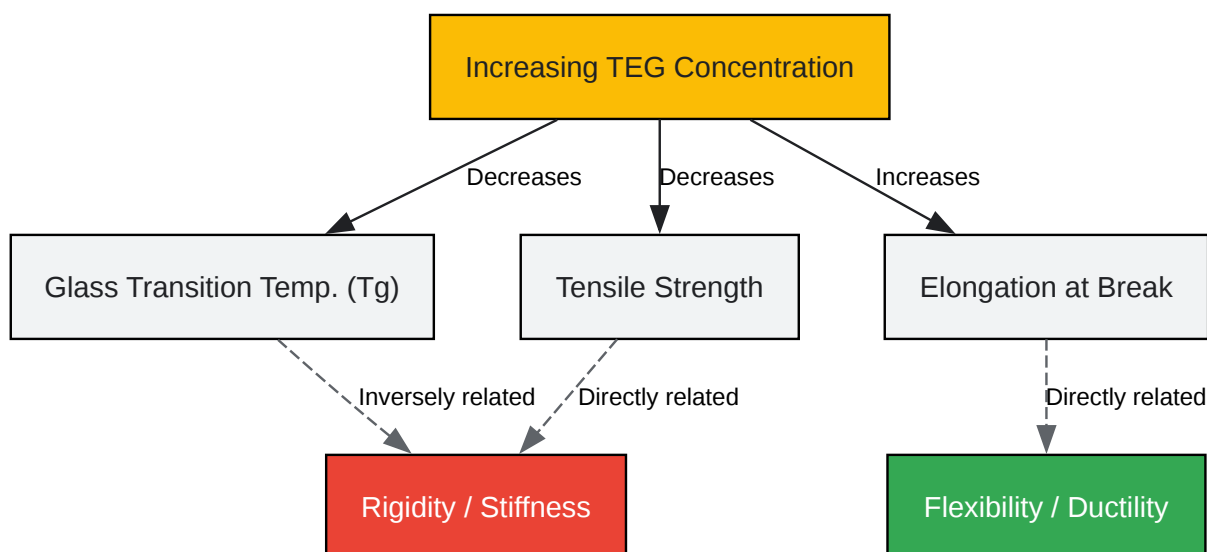 Increasing TEG Concentration
Decreases
Decreases
Increases
Glass Transition Temp. (Tg)
Tensile Strength
Elongation at Break
Inversely related
Directly related
Directly related
Rigidity / Stiffness
Flexibility / Ductility